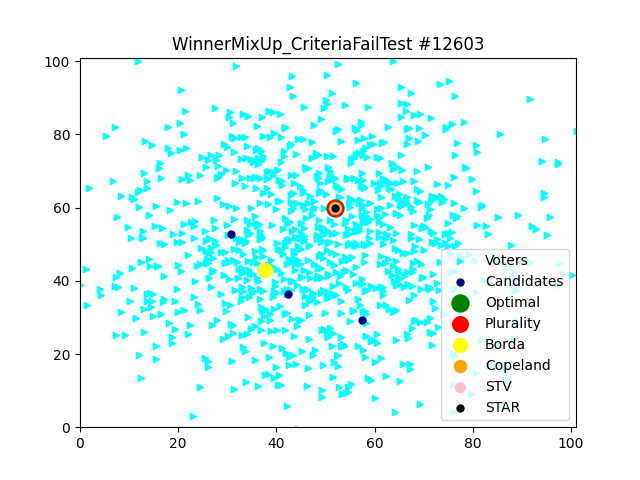 WinnerMixUp_CriteriaFailTest #12603
100
80
60
40
20
0
0
20
40
60
80
100
Voters
Candidates
Optimal
Plurality
Borda
Copeland
STV
STAR